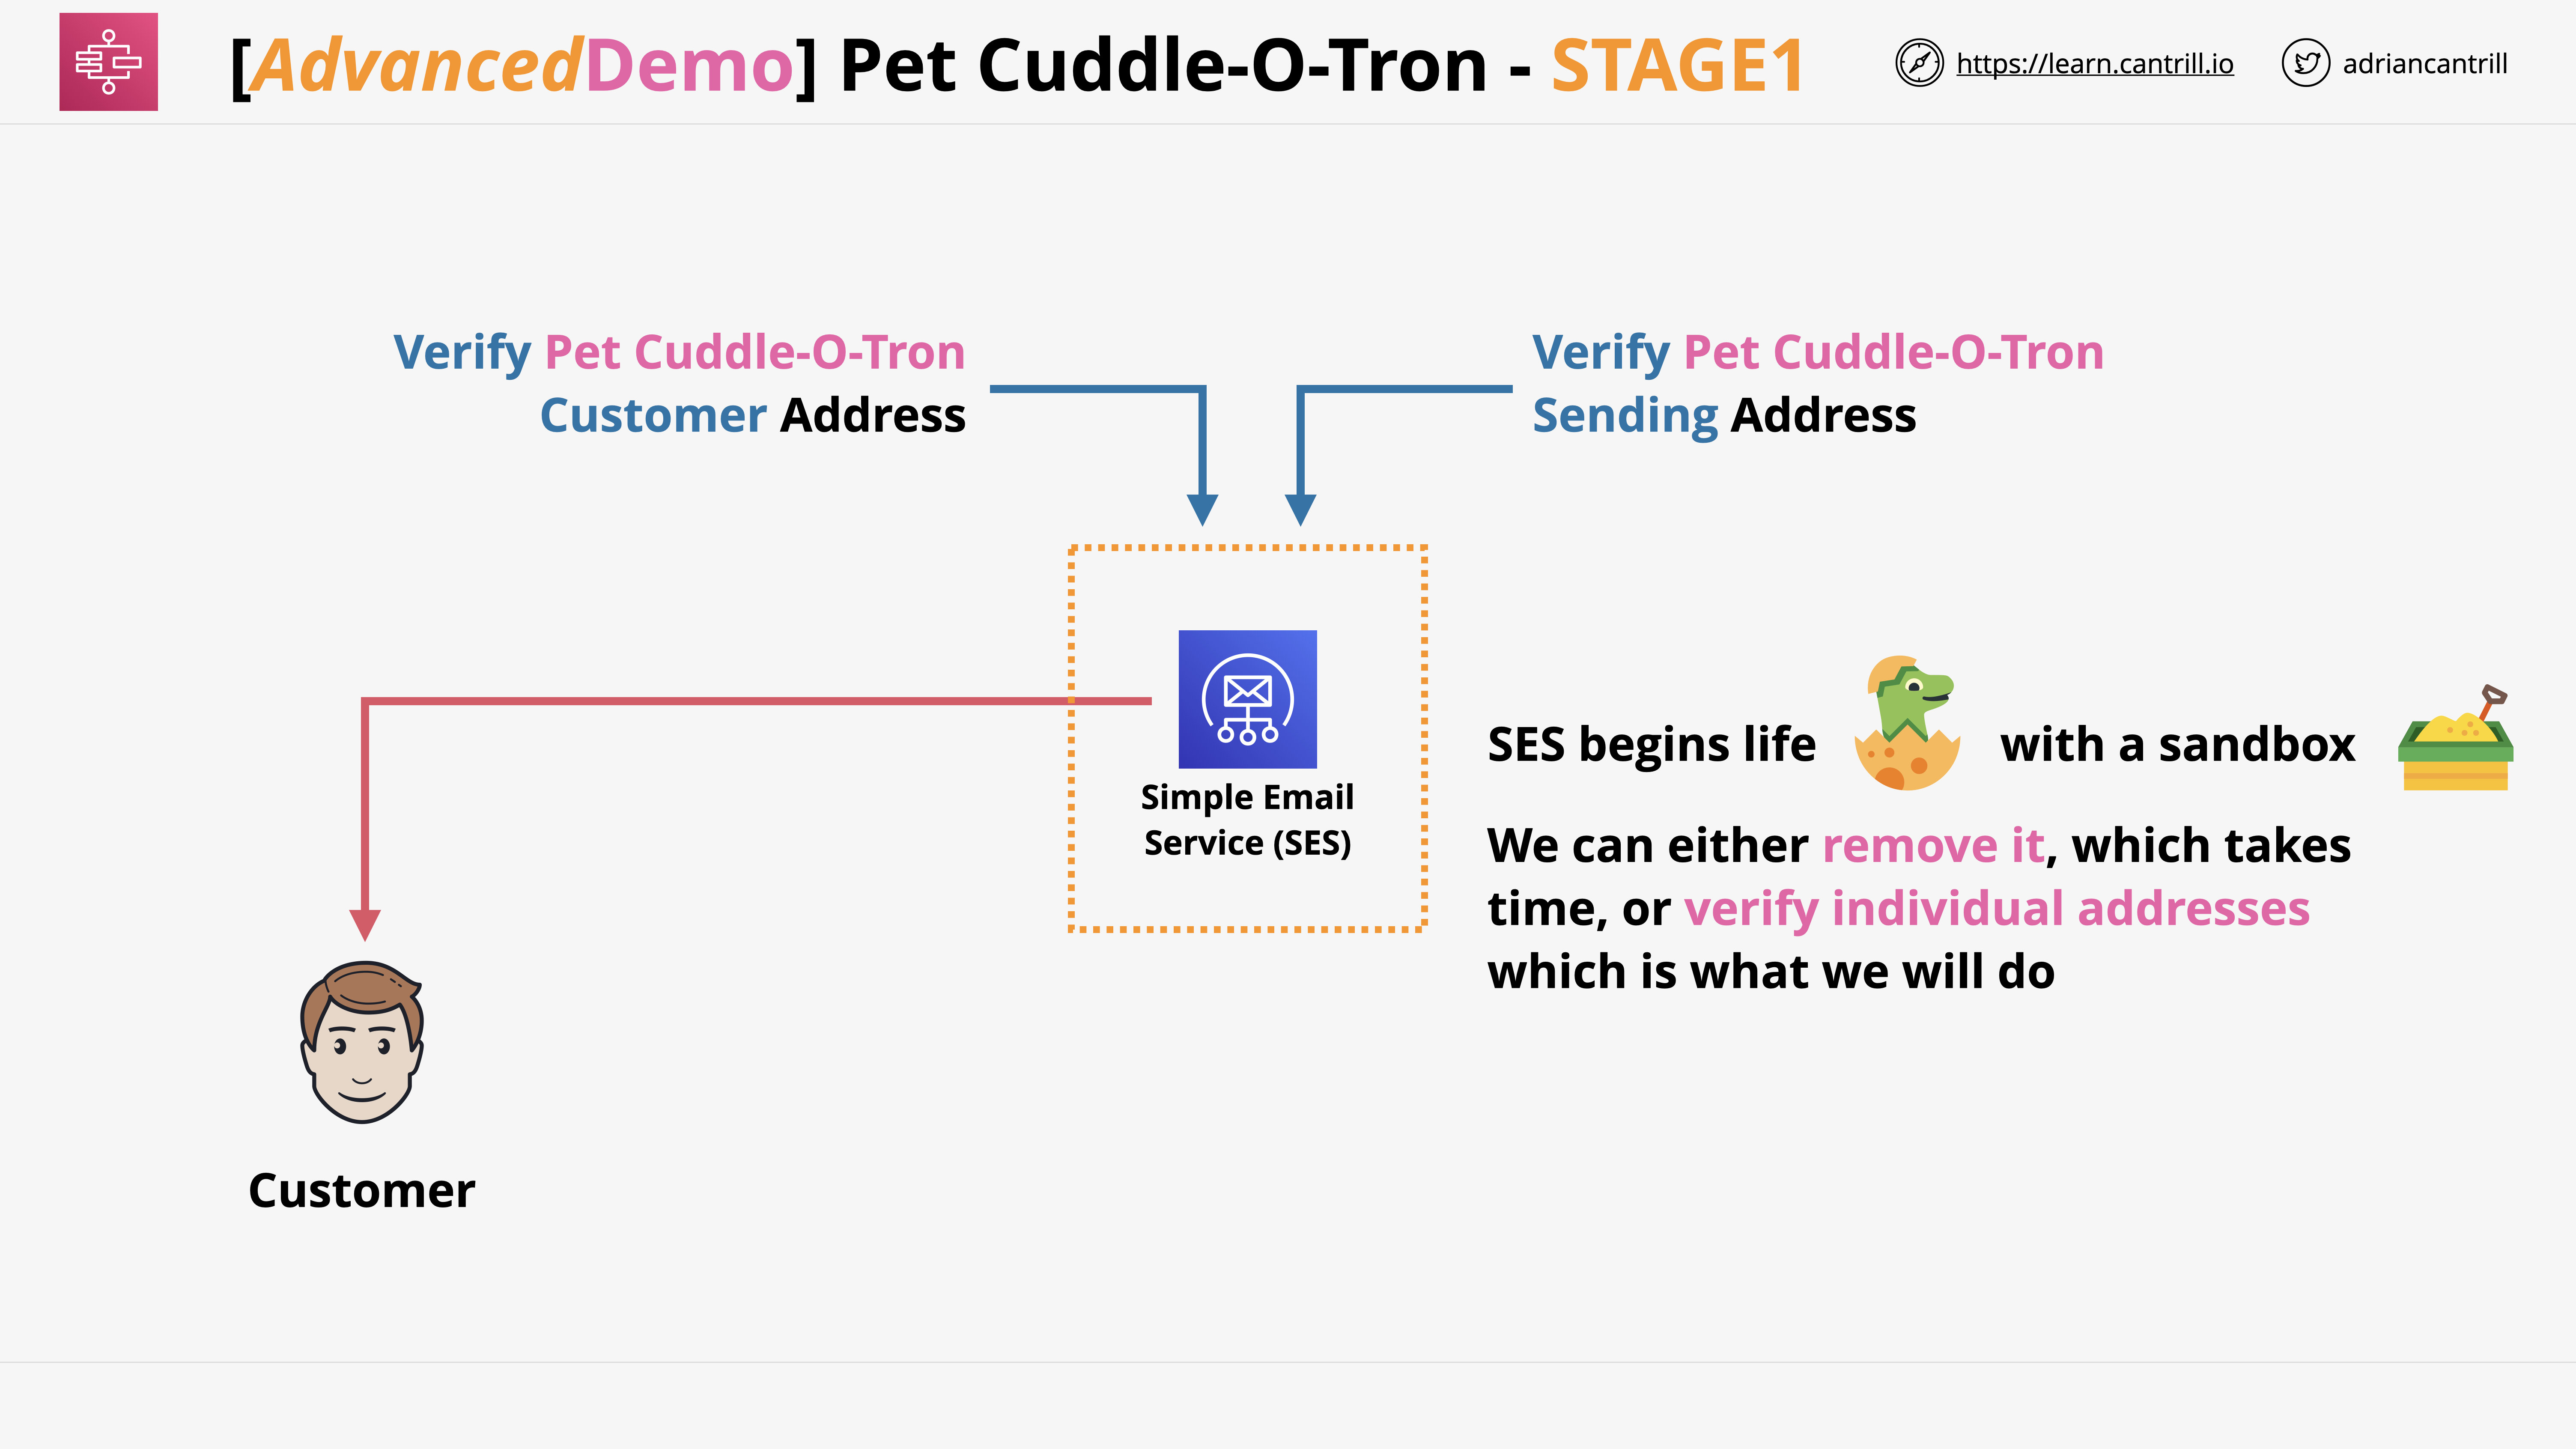 [AdvancedDemo] Pet Cuddle-O-Tron - STAGE1
https://learn.cantrill.io
adriancantrill
Verify Pet Cuddle-O-Tron
Customer Address
Verify Pet Cuddle-O-Tron
Sending Address
Simple Email
Service (SES)
SES begins life with a sandbox
We can either remove it, which takes
time, or verify individual addresses
which is what we will do
Customer